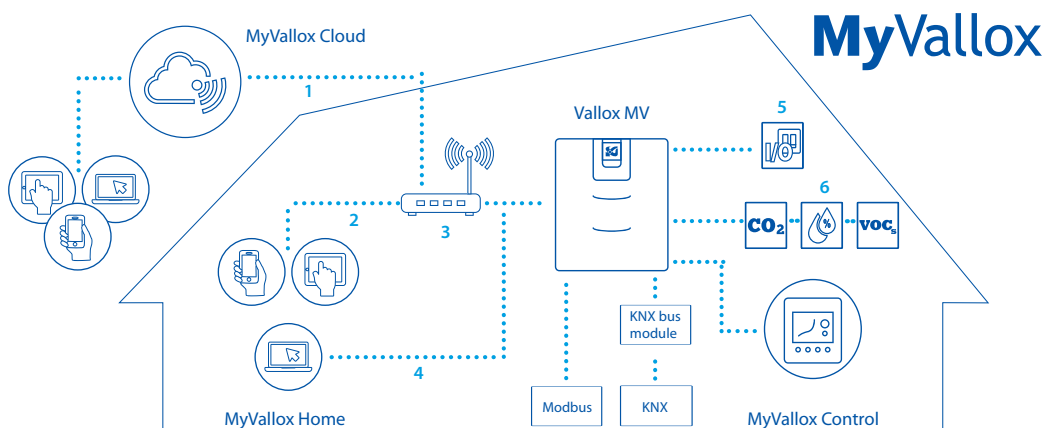 MyVallox
MyVallox Cloud
1
Vallox MV
5
I/O
2
3
6
CO₂
%
VOCs
KNX bus
module
4
Modbus
KNX
MyVallox Home
MyVallox Control